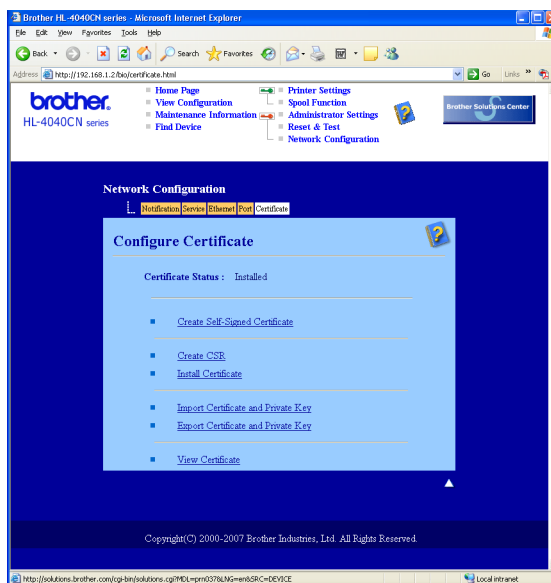 Brother HL-4040CN series - Microsoft Internet Explorer
File Edit View Favorites Tools Help
Back Search Favorites
Address http://192.168.1.2/bio/certificate.html Go Links »
brother.
HL-4040CN series
Home Page
View Configuration
Maintenance Information
Find Device
Printer Settings
Spool Function
Administrator Settings
Reset & Test
Network Configuration
Brother Solutions Center
Network Configuration
Notification Service Ethernet Port Certificate
Configure Certificate
Certificate Status : Installed
Create Self-Signed Certificate
Create CSR
Install Certificate
Import Certificate and Private Key
Export Certificate and Private Key
View Certificate
Copyright(C) 2000-2007 Brother Industries, Ltd. All Rights Reserved.
http://solutions.brother.com/cgi-bin/solutions.cgi?MDL=prn037&LNG=en&SRC=DEVICE Local intranet